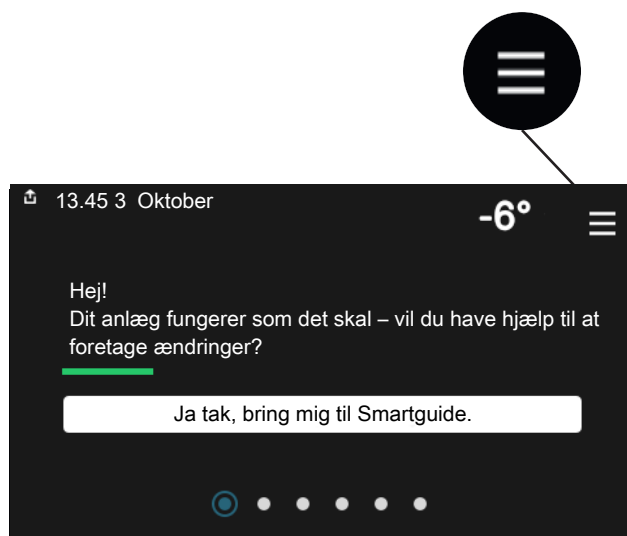 13.45 3 Oktober
-6°
Hej!
Dit anlæg fungerer som det skal – vil du have hjælp til at
foretage ændringer?
Ja tak, bring mig til Smartguide.